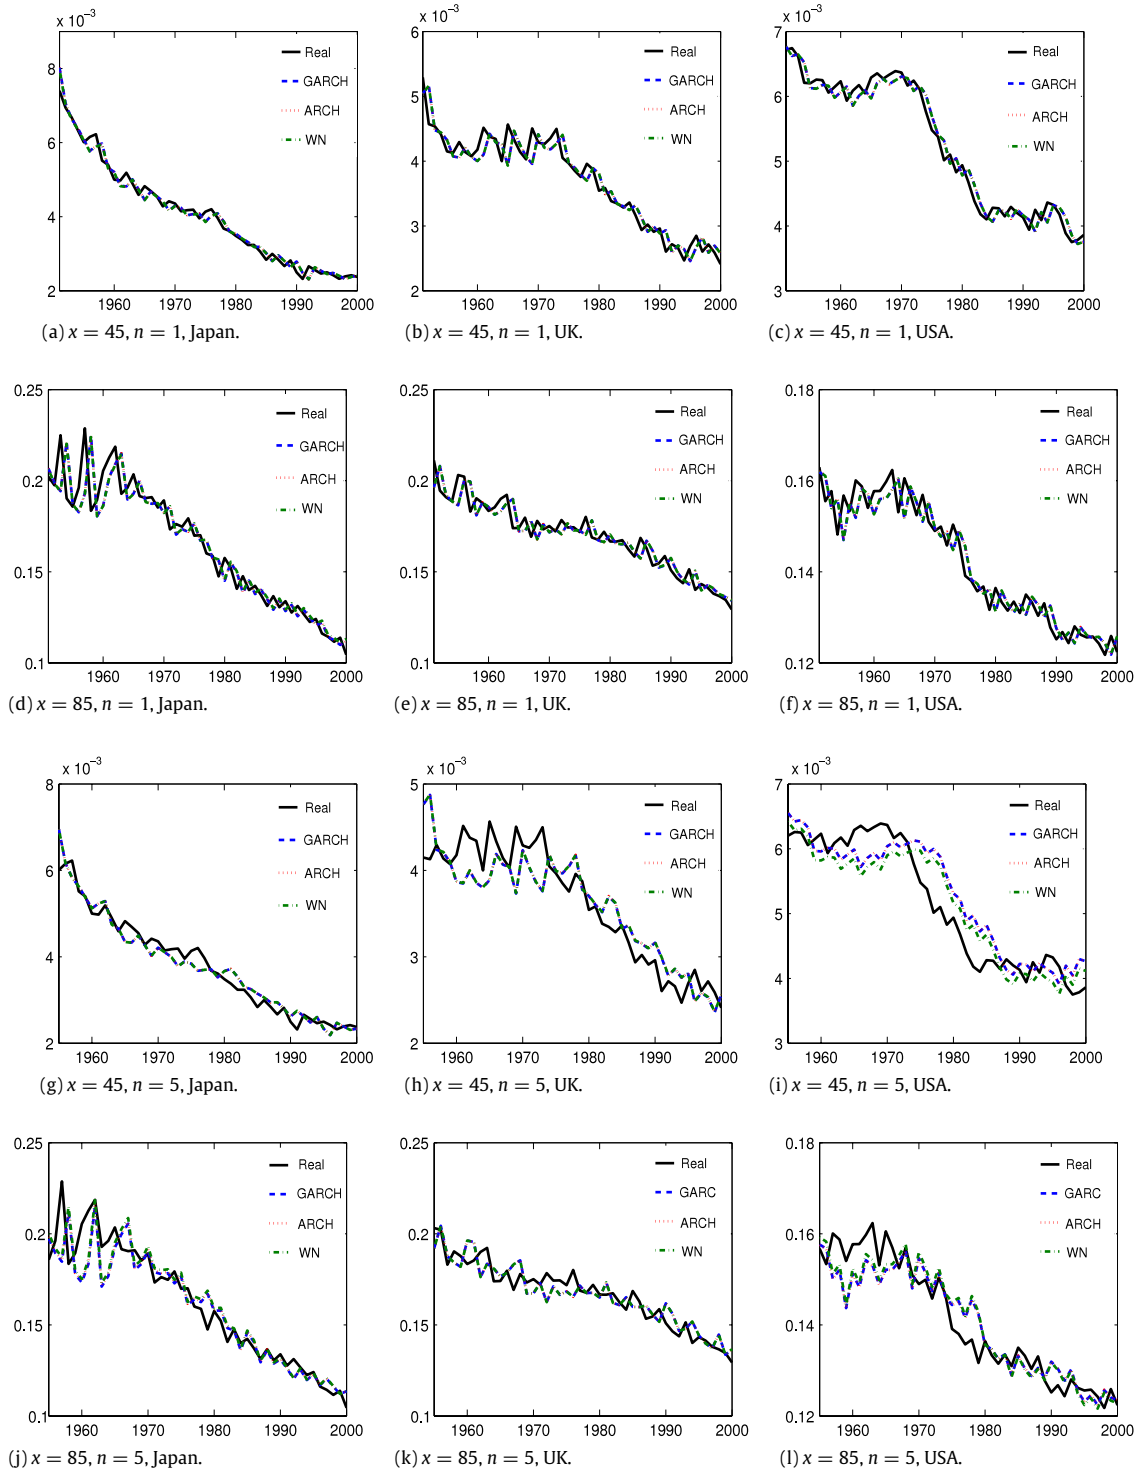 x 10⁻³
8
6
4
2
1960 1970 1980 1990 2000
Real
GARCH
ARCH
WN
(a) x = 45, n = 1, Japan.
x 10⁻³
6
5
4
3
2
1960 1970 1980 1990 2000
Real
GARCH
ARCH
WN
(b) x = 45, n = 1, UK.
x 10⁻³
7
6
5
4
3
1960 1970 1980 1990 2000
Real
GARCH
ARCH
WN
(c) x = 45, n = 1, USA.
0.25
0.2
0.15
0.1
1960 1970 1980 1990 2000
Real
GARCH
ARCH
WN
(d) x = 85, n = 1, Japan.
0.25
0.2
0.15
0.1
1960 1970 1980 1990 2000
Real
GARCH
ARCH
WN
(e) x = 85, n = 1, UK.
0.18
0.16
0.14
0.12
1960 1970 1980 1990 2000
Real
GARCH
ARCH
WN
(f) x = 85, n = 1, USA.
x 10⁻³
8
6
4
2
1960 1970 1980 1990 2000
Real
GARCH
ARCH
WN
(g) x = 45, n = 5, Japan.
x 10⁻³
5
4
3
2
1960 1970 1980 1990 2000
Real
GARCH
ARCH
WN
(h) x = 45, n = 5, UK.
x 10⁻³
7
6
5
4
3
1960 1970 1980 1990 2000
Real
GARCH
ARCH
WN
(i) x = 45, n = 5, USA.
0.25
0.2
0.15
0.1
1960 1970 1980 1990 2000
Real
GARCH
ARCH
WN
(j) x = 85, n = 5, Japan.
0.25
0.2
0.15
0.1
1960 1970 1980 1990 2000
Real
GARC
ARCH
WN
(k) x = 85, n = 5, UK.
0.18
0.16
0.14
0.12
1960 1970 1980 1990 2000
Real
GARC
ARCH
WN
(l) x = 85, n = 5, USA.